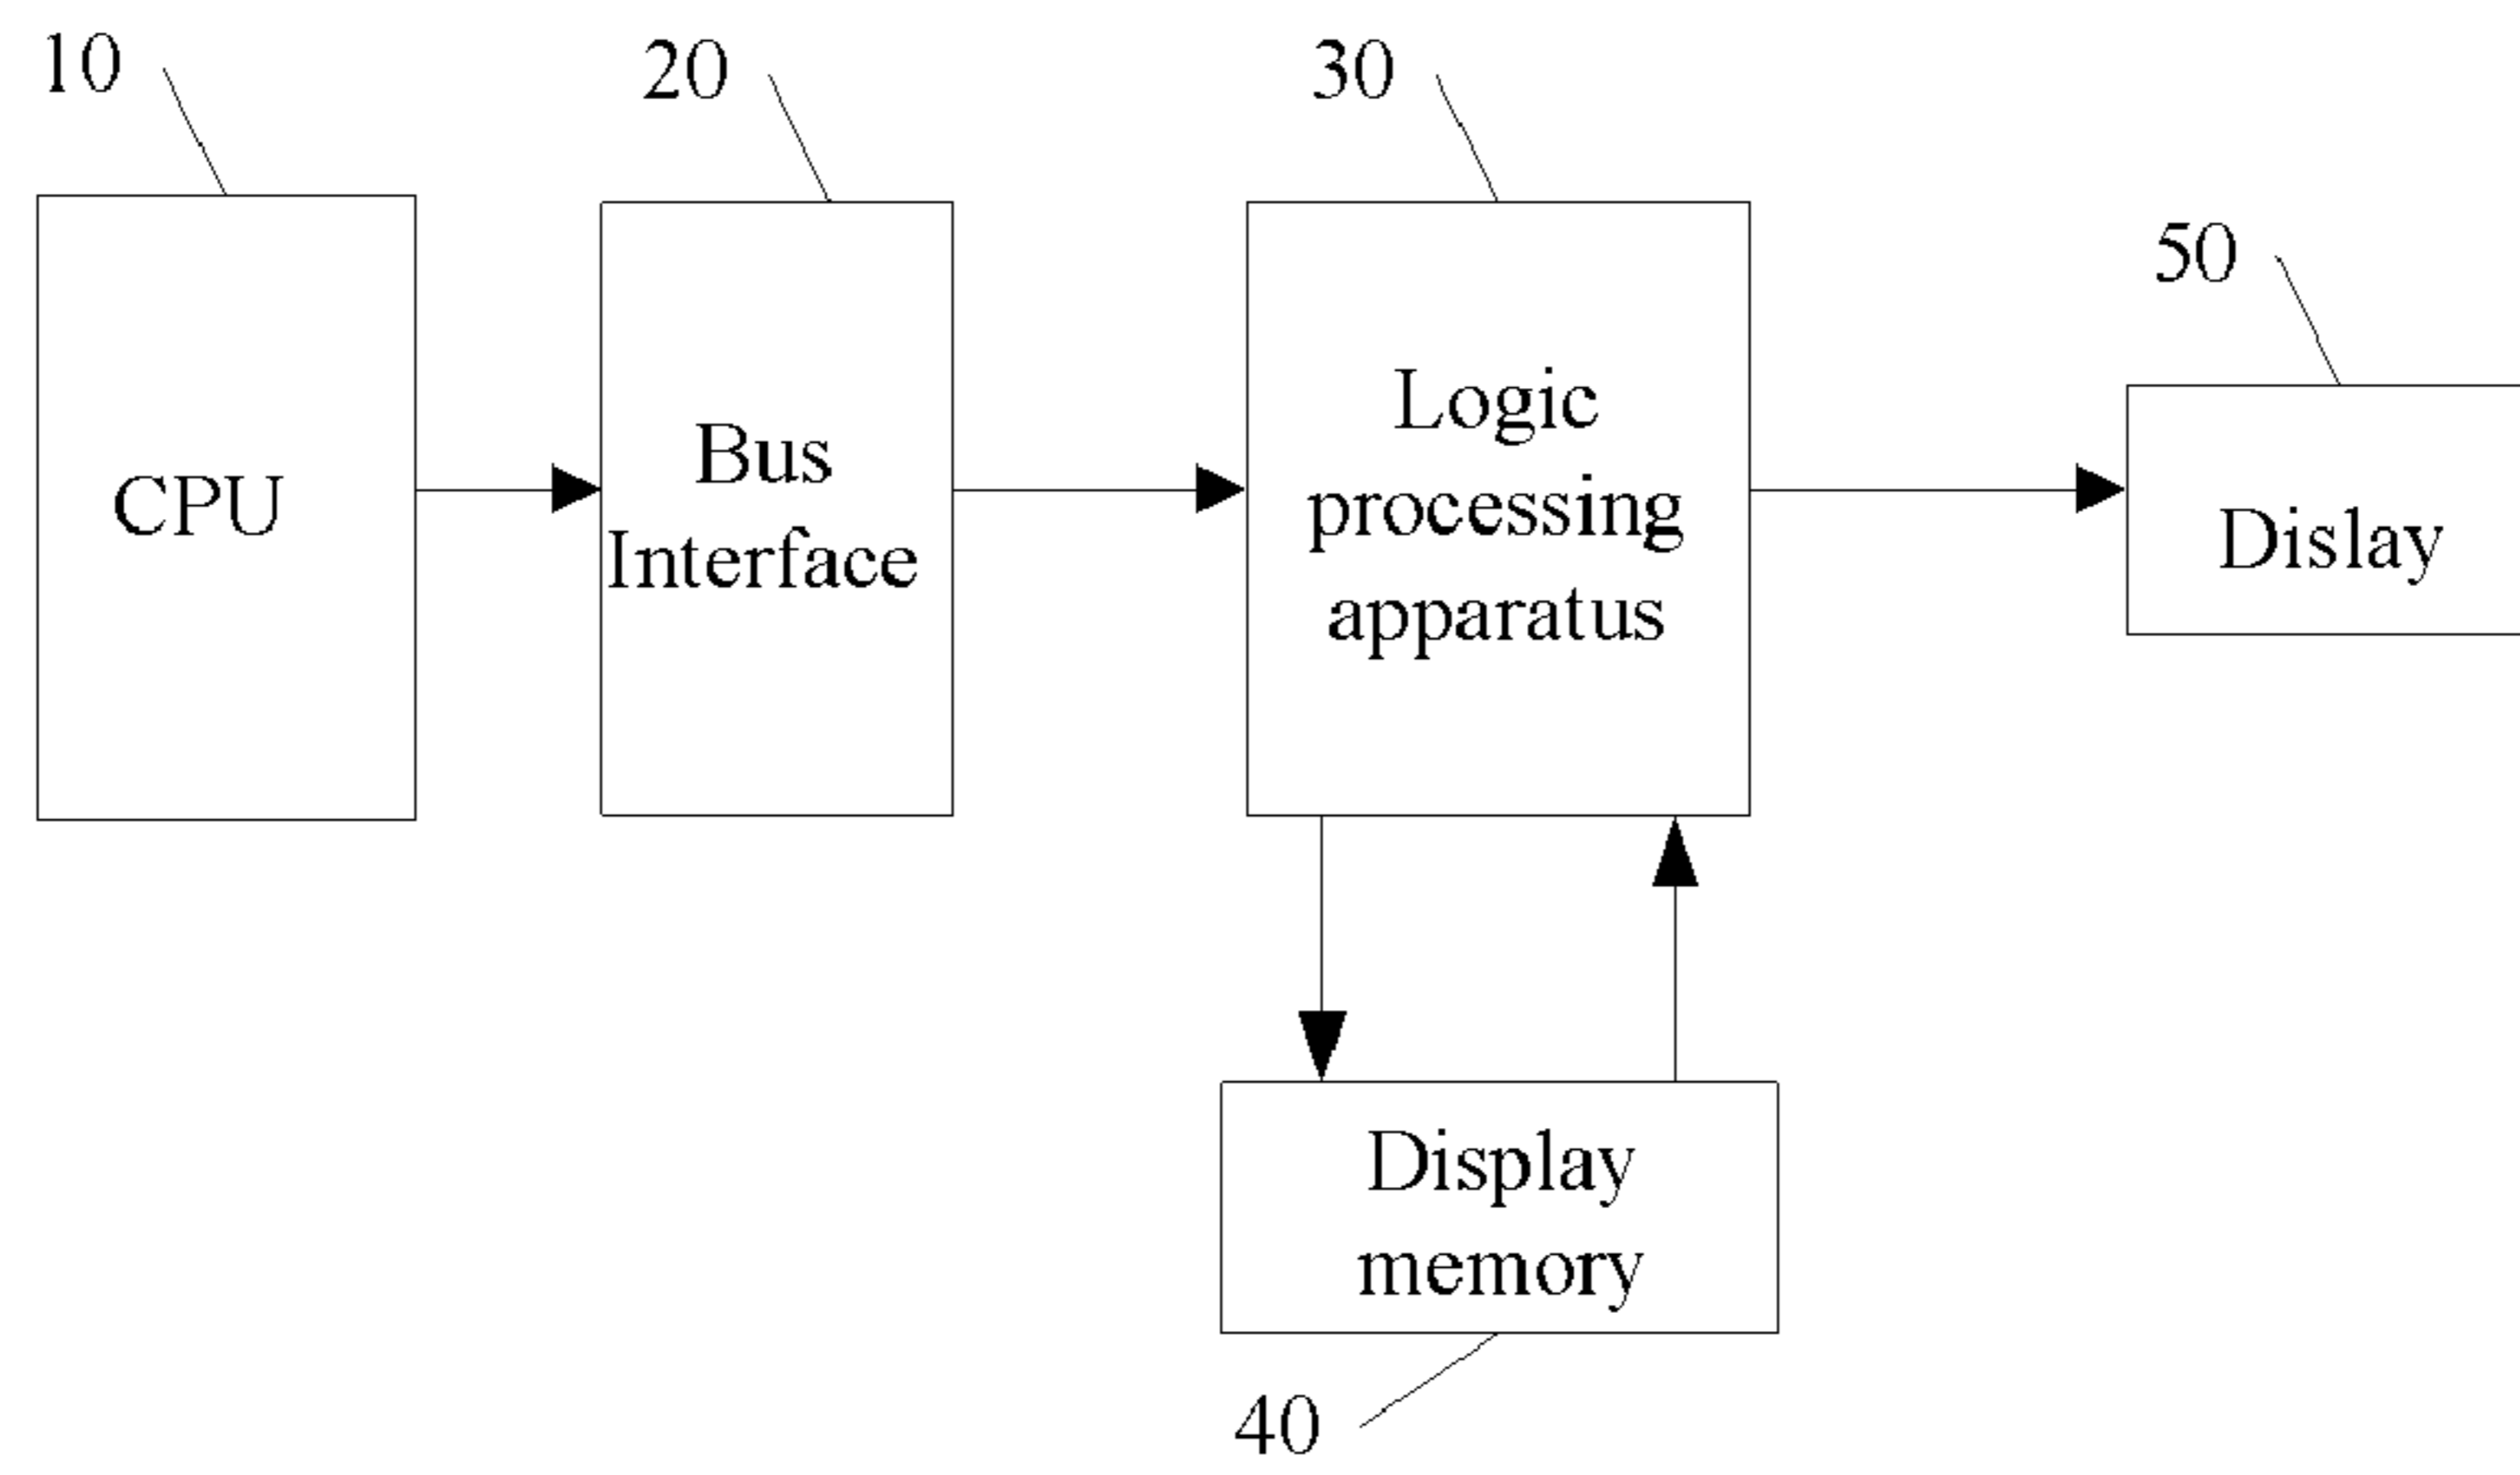 10
20
30
50
CPU
Bus
Interface
Logic
processing
apparatus
Dislay
Display
memory
40